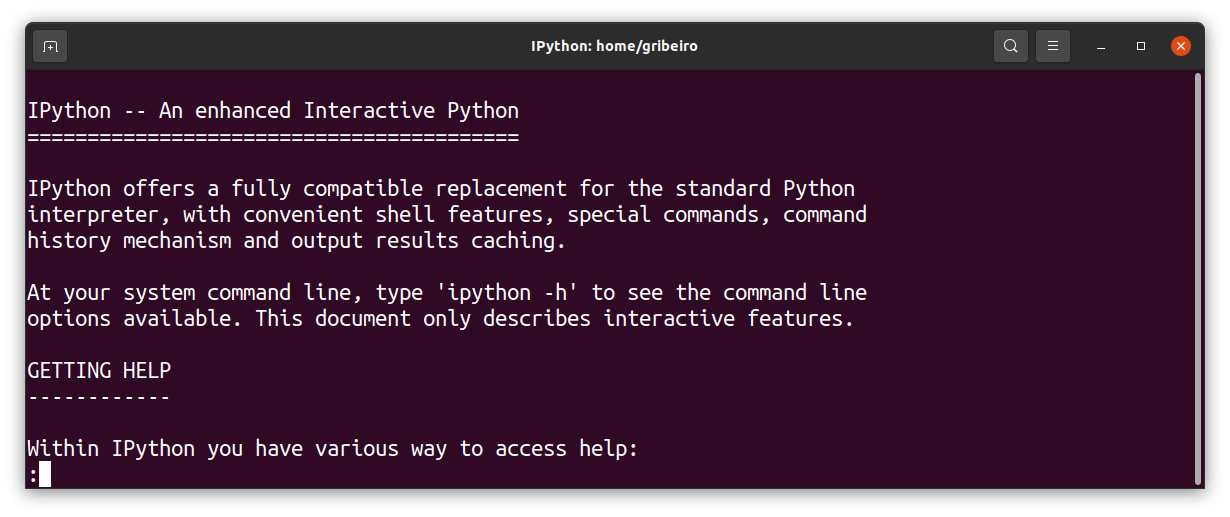 IPython: home/gribeiro
IPython -- An enhanced Interactive Python
=========================================
IPython offers a fully compatible replacement for the standard Python
interpreter, with convenient shell features, special commands, command
history mechanism and output results caching.
At your system command line, type 'ipython -h' to see the command line
options available. This document only describes interactive features.
GETTING HELP
------------
Within IPython you have various way to access help:
: